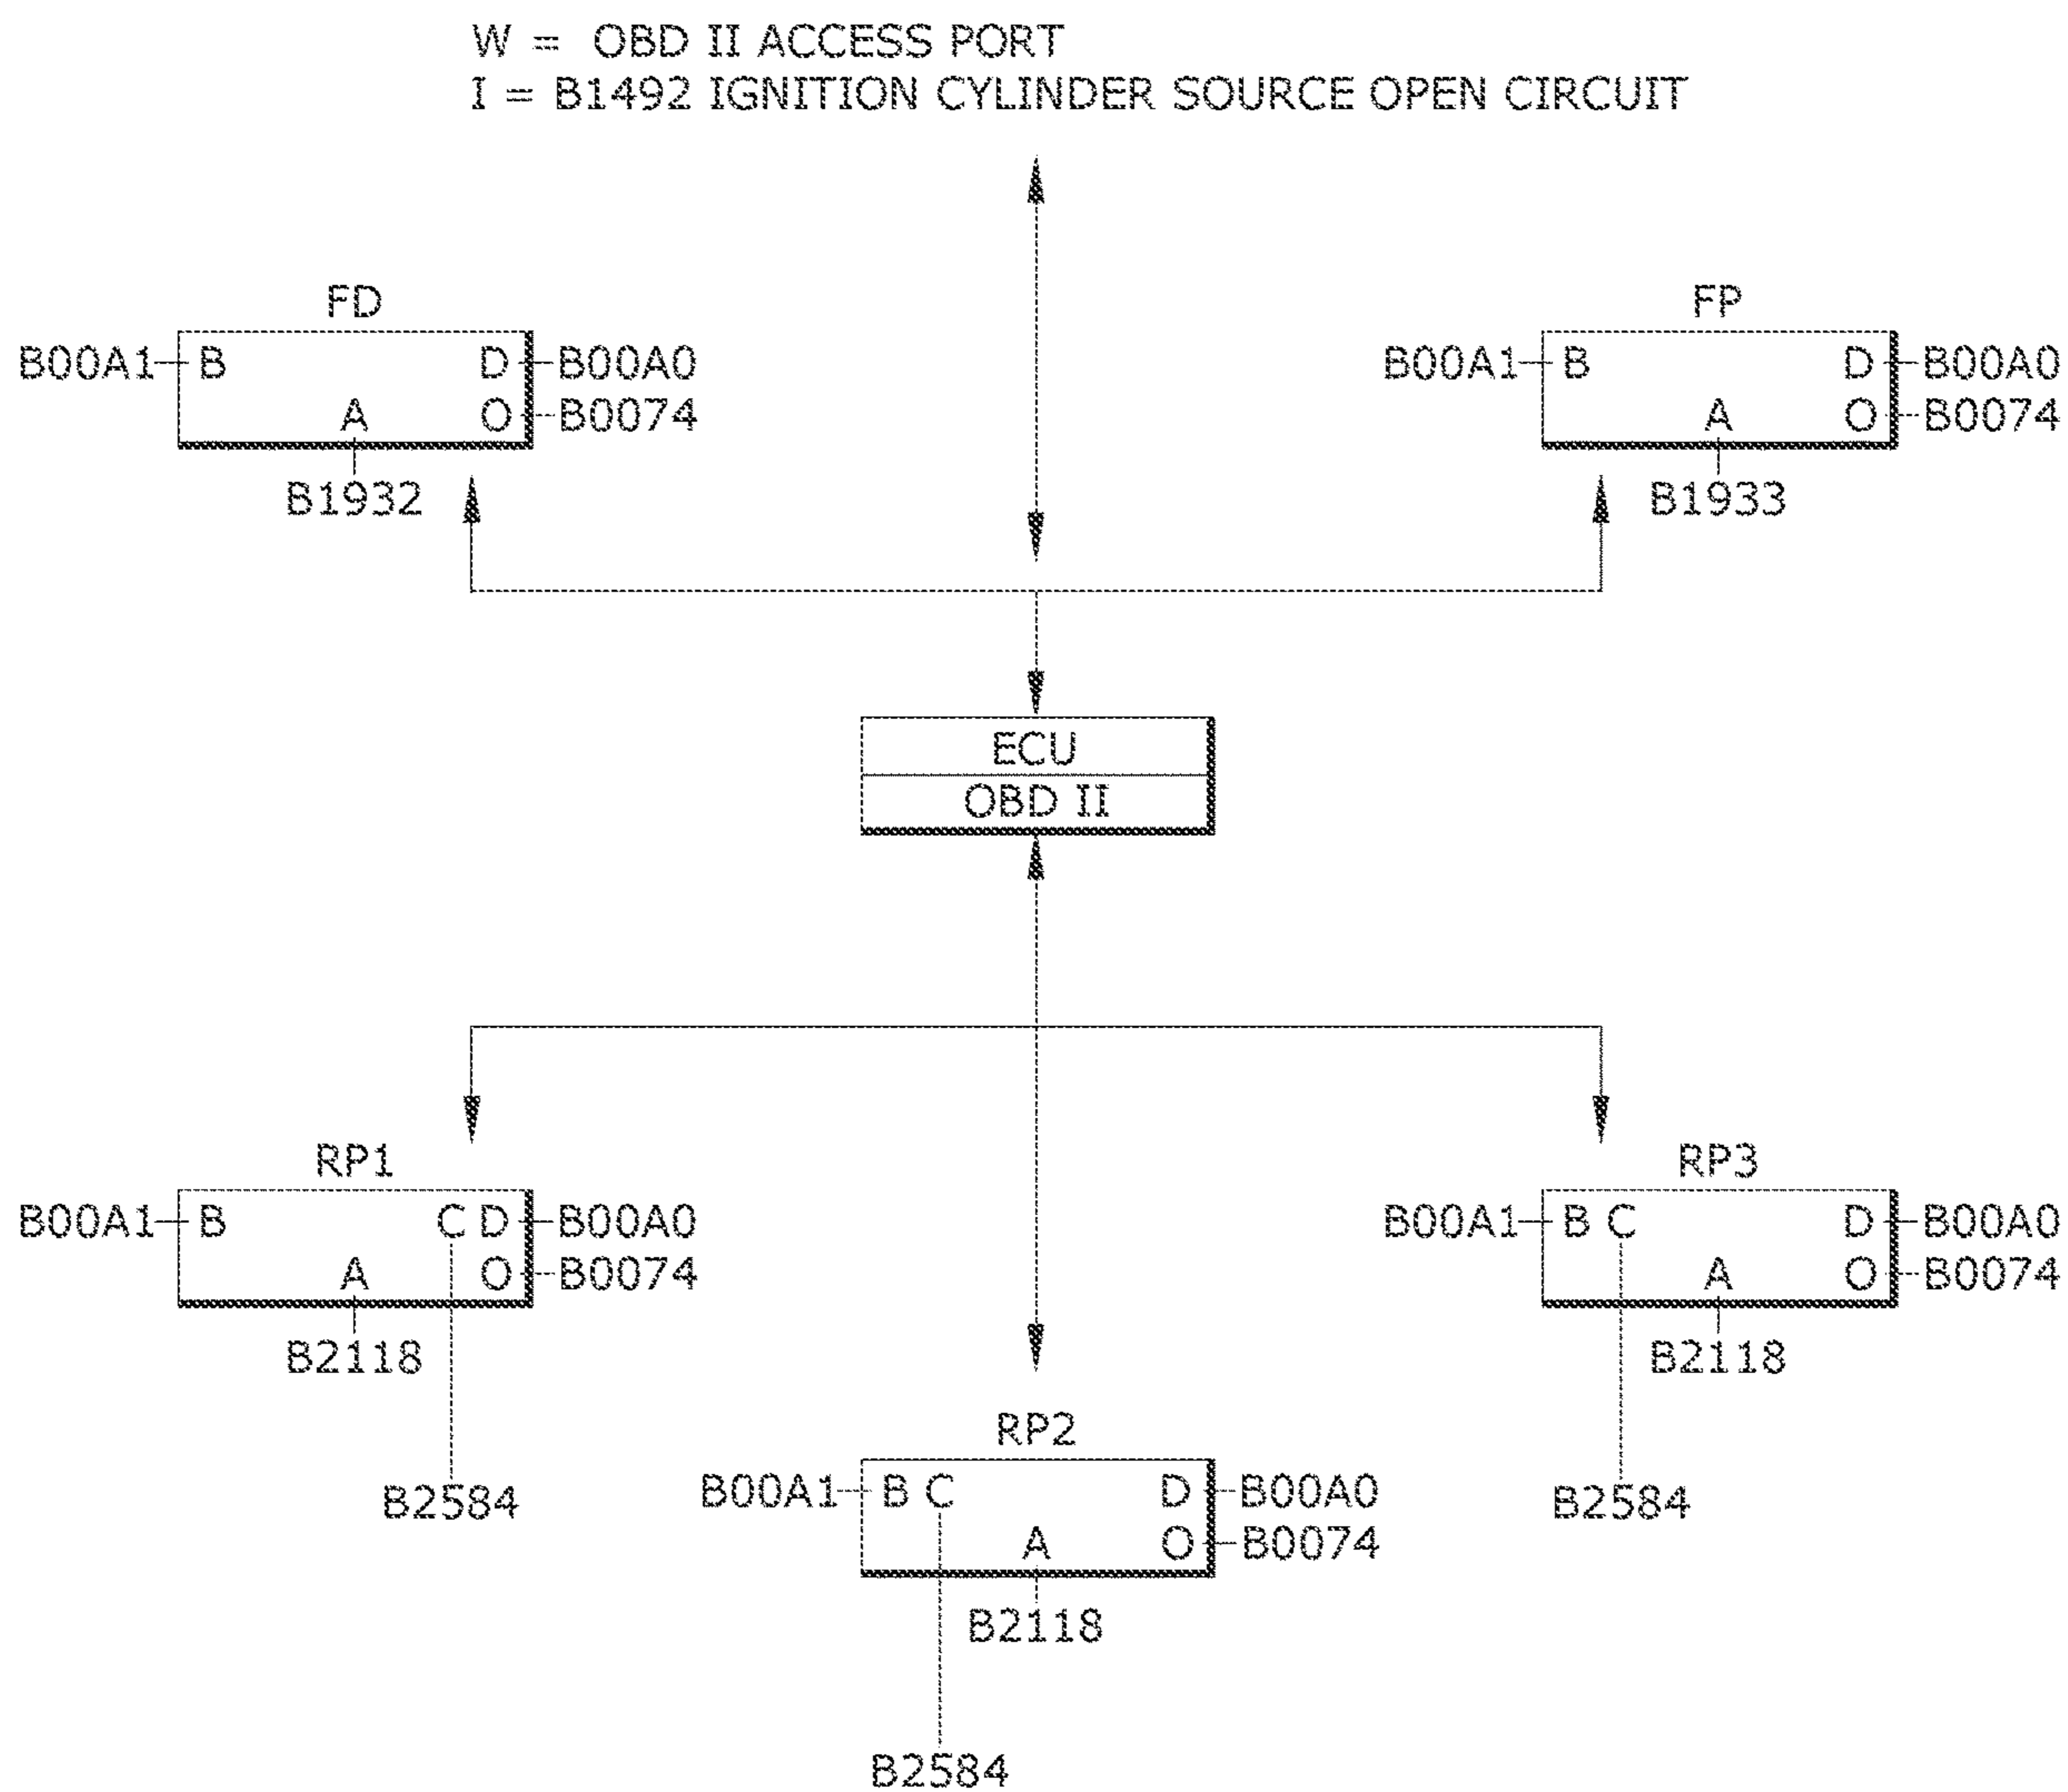 W = OBD II ACCESS PORT
I = B1492 IGNITION CYLINDER SOURCE OPEN CIRCUIT
FD
FP
B00A1 B D B00A0
B00A1 B D B00A0
A O B0074
A O B0074
B1932
B1933
ECU
OBD II
RP1
RP3
B00A1 B C D B00A0
B00A1 B C D B00A0
A O B0074
A O B0074
B2118
B2118
B2584
B2584
RP2
B00A1 B C D B00A0
A O B0074
B2118
B2584